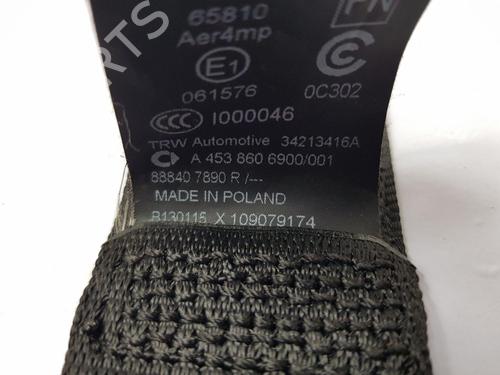 65810
Aer4mp
E1
061576
0C302
CCC I000046
TRW Automotive 34213416A
A 453 860 6900/001
88840 7890 R /---
MADE IN POLAND
B130115 X 109079174